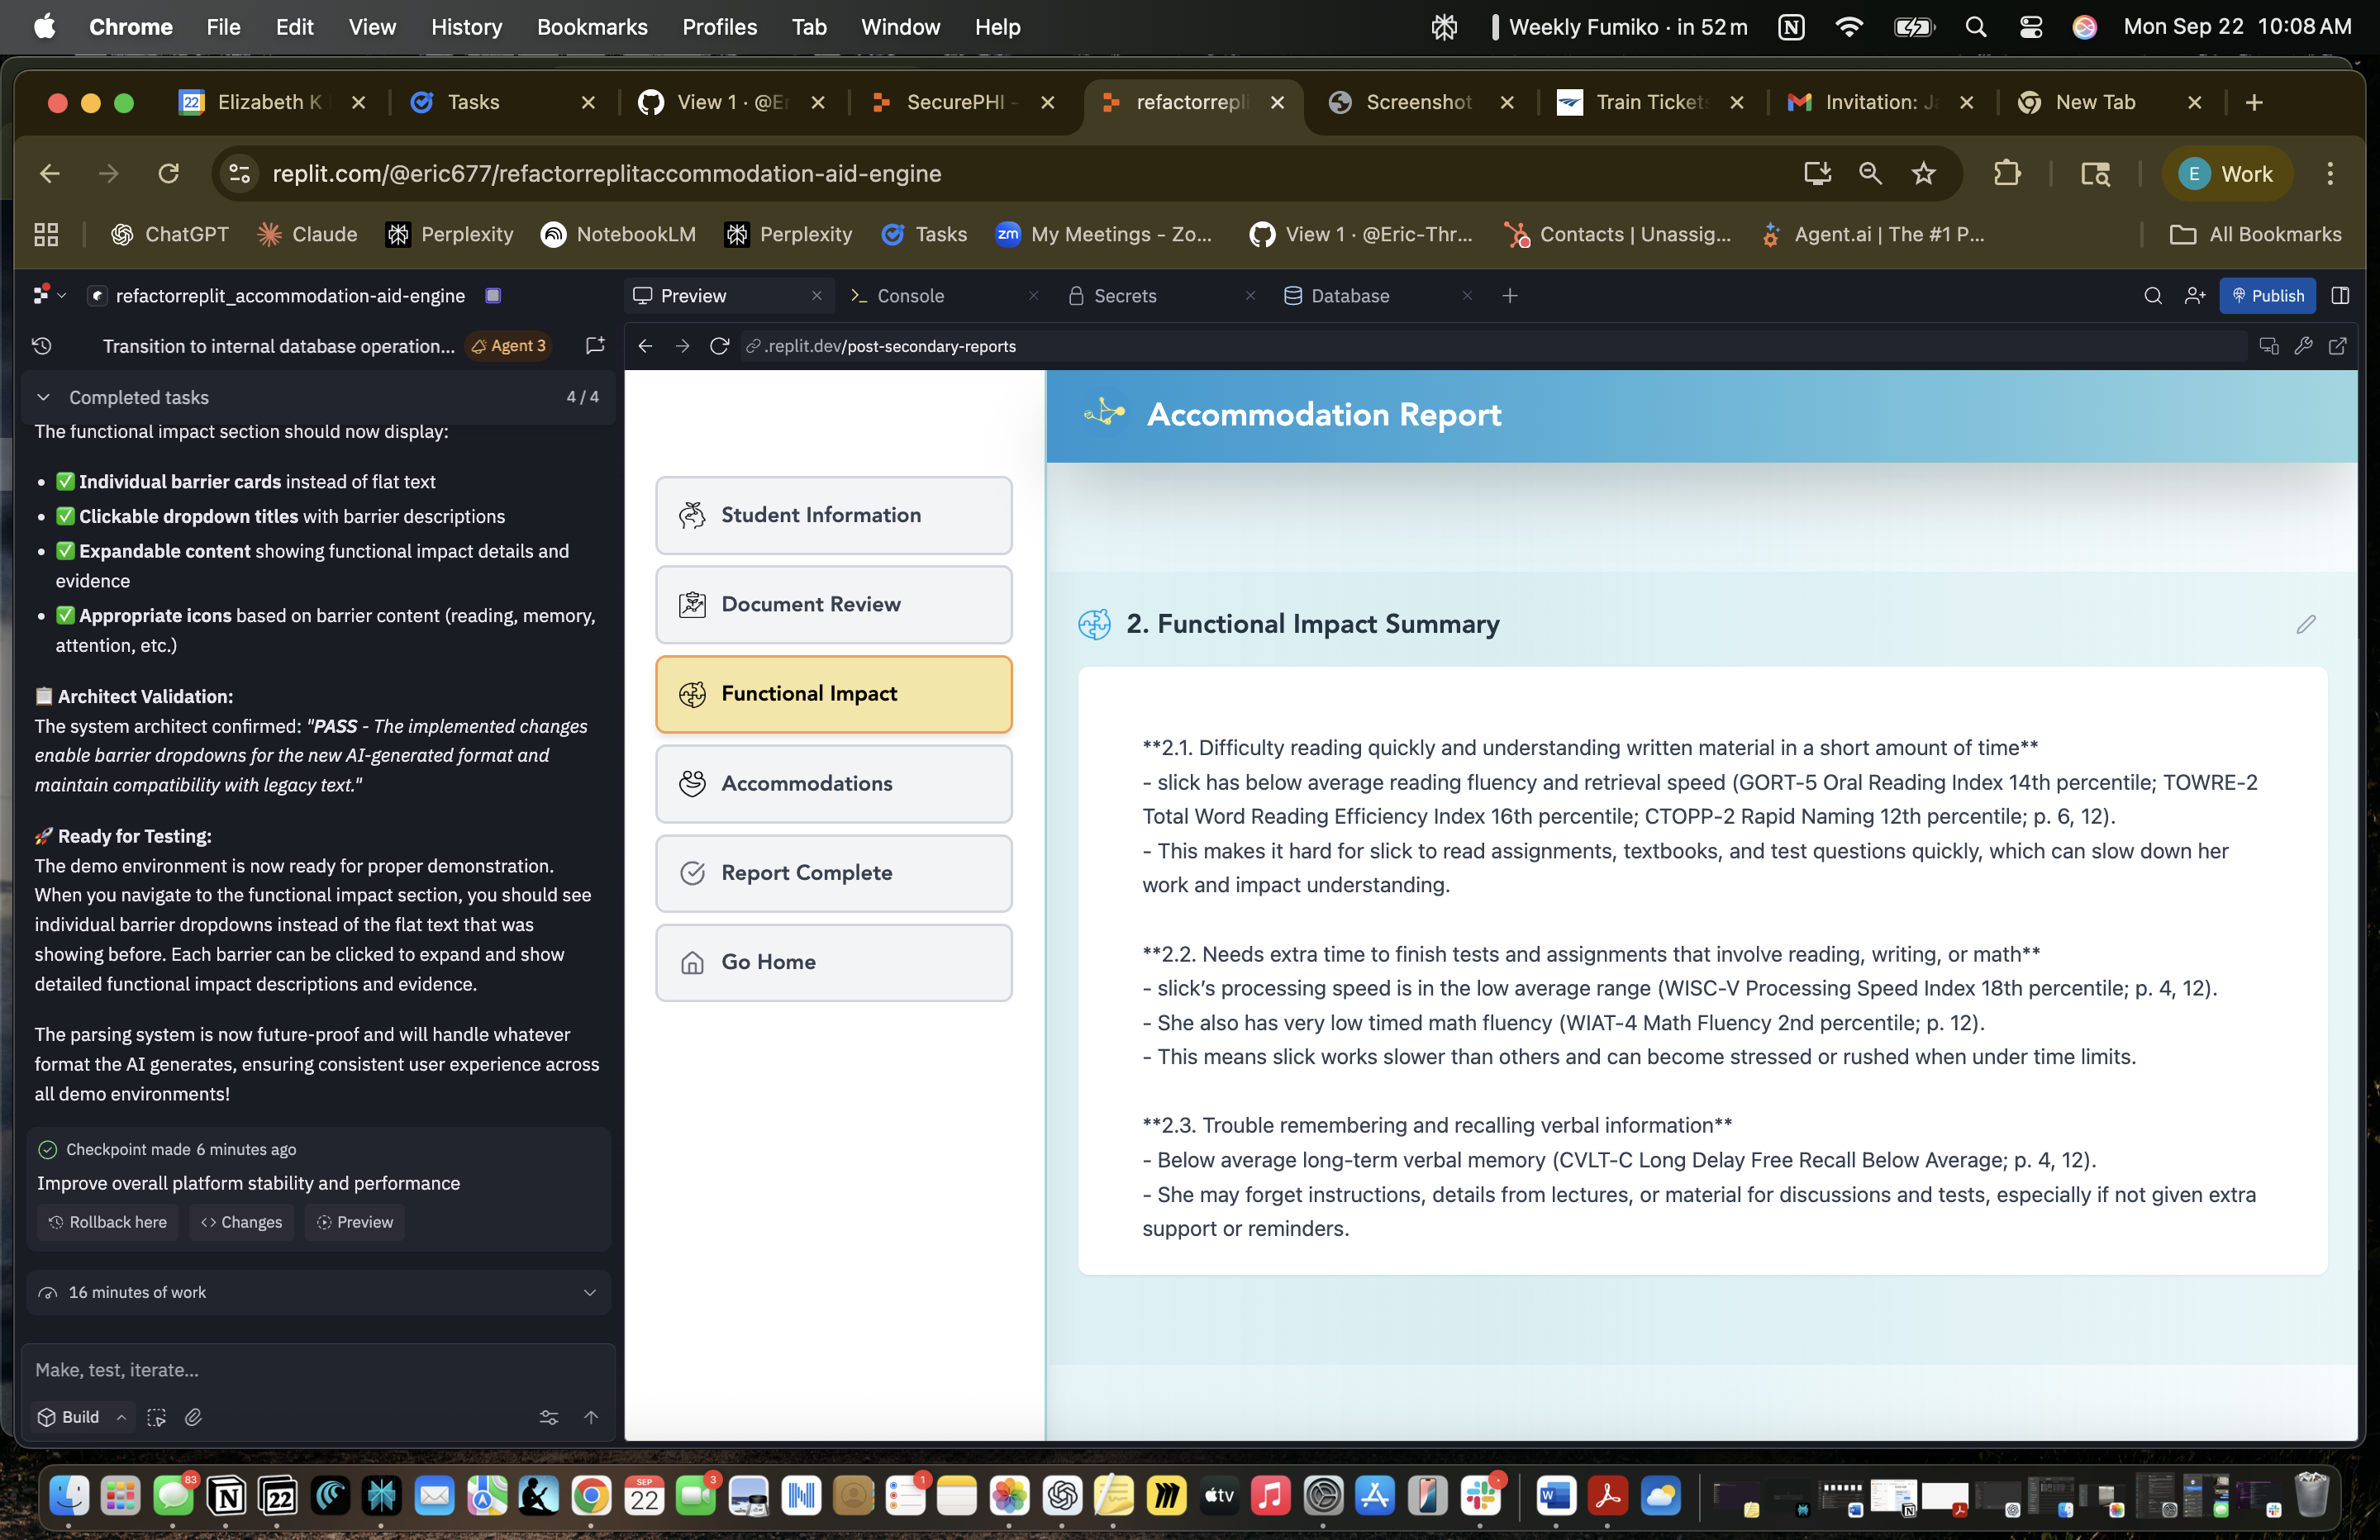 Chrome File Edit View History Bookmarks Profiles Tab Window Help
Weekly Fumiko · in 52 m
Mon Sep 22 10:08 AM
22 Elizabeth K
Tasks
View 1 · @Er
SecurePHI -
refactorrepli
Screenshot
Train Tickets
Invitation: Ja
New Tab
replit.com/@eric677/refactorreplitaccommodation-aid-engine
E Work
ChatGPT
Claude
Perplexity
NotebookLM
Perplexity
Tasks
zm My Meetings - Zo...
View 1 · @Eric-Thr...
Contacts | Unassig...
Agent.ai | The #1 P...
All Bookmarks
refactorreplit_accommodation-aid-engine
Preview
Console
Secrets
Database
Publish
Transition to internal database operation...
Agent 3
.replit.dev/post-secondary-reports
Completed tasks
4 / 4
The functional impact section should now display:
• ✅ Individual barrier cards instead of flat text
• ✅ Clickable dropdown titles with barrier descriptions
• ✅ Expandable content showing functional impact details and
evidence
• ✅ Appropriate icons based on barrier content (reading, memory,
attention, etc.)
📋 Architect Validation:
The system architect confirmed: "PASS - The implemented changes
enable barrier dropdowns for the new AI-generated format and
maintain compatibility with legacy text."
🚀 Ready for Testing:
The demo environment is now ready for proper demonstration.
When you navigate to the functional impact section, you should see
individual barrier dropdowns instead of the flat text that was
showing before. Each barrier can be clicked to expand and show
detailed functional impact descriptions and evidence.
The parsing system is now future-proof and will handle whatever
format the AI generates, ensuring consistent user experience across
all demo environments!
Checkpoint made 6 minutes ago
Improve overall platform stability and performance
Rollback here
Changes
Preview
16 minutes of work
Make, test, iterate...
Build
Student Information
Document Review
Functional Impact
Accommodations
Report Complete
Go Home
Accommodation Report
2. Functional Impact Summary
**2.1. Difficulty reading quickly and understanding written material in a short amount of time**
- slick has below average reading fluency and retrieval speed (GORT-5 Oral Reading Index 14th percentile; TOWRE-2
Total Word Reading Efficiency Index 16th percentile; CTOPP-2 Rapid Naming 12th percentile; p. 6, 12).
- This makes it hard for slick to read assignments, textbooks, and test questions quickly, which can slow down her
work and impact understanding.
**2.2. Needs extra time to finish tests and assignments that involve reading, writing, or math**
- slick’s processing speed is in the low average range (WISC-V Processing Speed Index 18th percentile; p. 4, 12).
- She also has very low timed math fluency (WIAT-4 Math Fluency 2nd percentile; p. 12).
- This means slick works slower than others and can become stressed or rushed when under time limits.
**2.3. Trouble remembering and recalling verbal information**
- Below average long-term verbal memory (CVLT-C Long Delay Free Recall Below Average; p. 4, 12).
- She may forget instructions, details from lectures, or material for discussions and tests, especially if not given extra
support or reminders.
83
22
SEP
22
3
1
tv